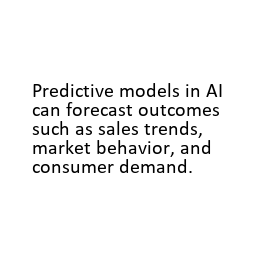 Predictive models in AI
can forecast outcomes
such as sales trends,
market behavior, and
consumer demand.